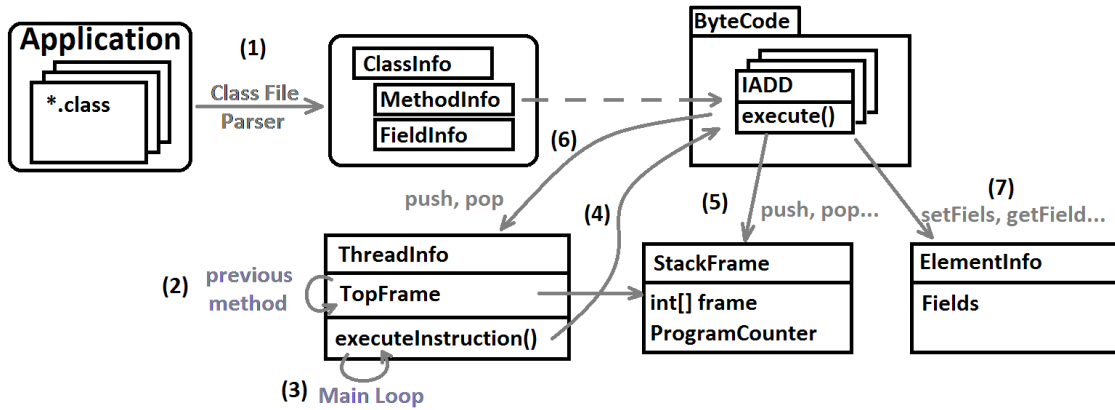 Application
*.class
(1)
Class File
Parser
ClassInfo
MethodInfo
FieldInfo
ByteCode
IADD
execute()
(6)
push, pop
(4)
(5)
push, pop...
(7)
setFiels, getField...
(2)
previous
method
ThreadInfo
TopFrame
executeInstruction()
(3)
Main Loop
StackFrame
int[] frame
ProgramCounter
ElementInfo
Fields